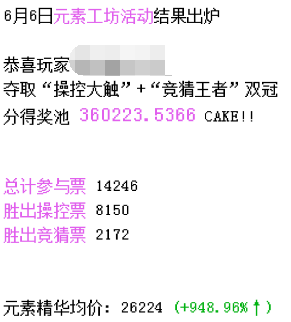 6月6日元素工坊活动结果出炉
恭喜玩家
夺取“操控大触”+“竞猜王者”双冠
分得奖池 360223.5366 CAKE!!
总计参与票 14246
胜出操控票 8150
胜出竞猜票 2172
元素精华均价: 26224 (+948.96%↑)